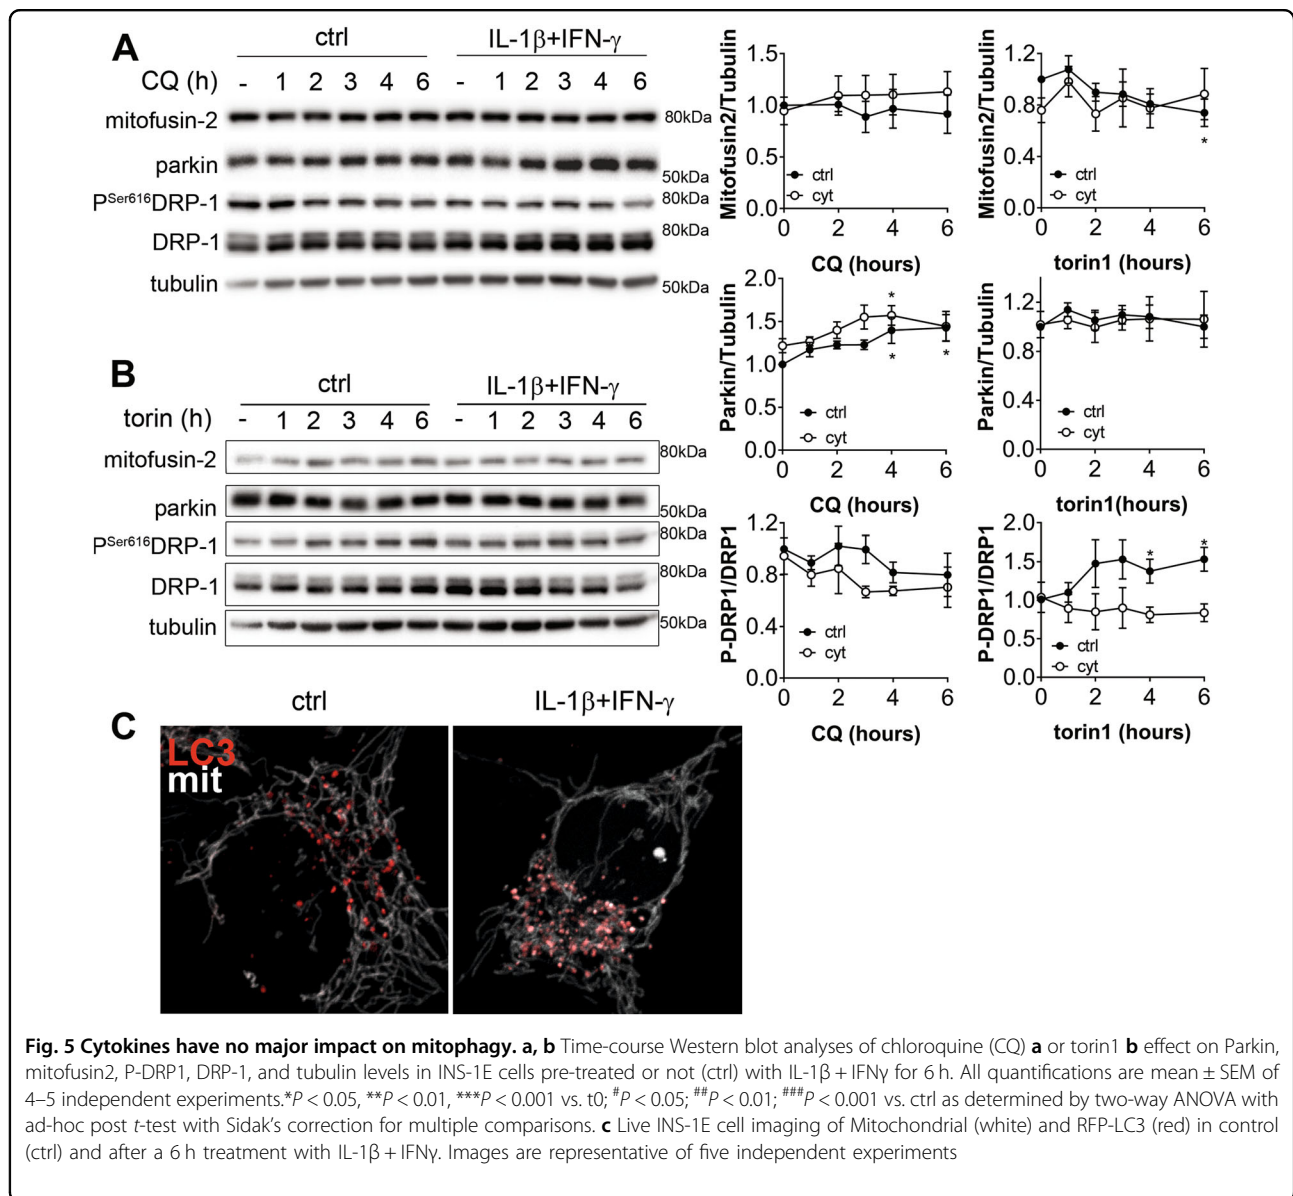 A
ctrl
IL-1β+IFN-γ
CQ (h) - 1 2 3 4 6 - 1 2 3 4 6
mitofusin-2 80kDa
parkin 50kDa
P^Ser616DRP-1 80kDa
DRP-1 80kDa
tubulin 50kDa
B
ctrl
IL-1β+IFN-γ
torin (h) - 1 2 3 4 6 - 1 2 3 4 6
mitofusin-2 80kDa
parkin 50kDa
P^Ser616DRP-1 80kDa
DRP-1 80kDa
tubulin 50kDa
Mitofusin2/Tubulin
1.5
1.0
0.5
0.0
ctrl
cyt
0 2 4 6
CQ (hours)
Mitofusin2/Tubulin
1.2
0.8
0.4
0.0
*
ctrl
cyt
0 2 4 6
torin1 (hours)
Parkin/Tubulin
2.0
1.5
1.0
0.5
0.0
*
* *
ctrl
cyt
0 2 4 6
CQ (hours)
Parkin/Tubulin
1.2
0.8
0.4
0.0
ctrl
cyt
0 2 4 6
torin1(hours)
P-DRP1/DRP1
1.2
0.8
0.4
0.0
ctrl
cyt
0 2 4 6
CQ (hours)
P-DRP1/DRP1
2.0
1.5
1.0
0.5
0.0
* *
ctrl
cyt
0 2 4 6
torin1 (hours)
C
ctrl
IL-1β+IFN-γ
LC3
mit
Fig. 5 Cytokines have no major impact on mitophagy. a, b Time-course Western blot analyses of chloroquine (CQ) a or torin1 b effect on Parkin,
mitofusin2, P-DRP1, DRP-1, and tubulin levels in INS-1E cells pre-treated or not (ctrl) with IL-1β + IFNγ for 6 h. All quantifications are mean ± SEM of
4–5 independent experiments.*P < 0.05, **P < 0.01, ***P < 0.001 vs. t0; #P < 0.05; ##P < 0.01; ###P < 0.001 vs. ctrl as determined by two-way ANOVA with
ad-hoc post t-test with Sidak's correction for multiple comparisons. c Live INS-1E cell imaging of Mitochondrial (white) and RFP-LC3 (red) in control
(ctrl) and after a 6 h treatment with IL-1β + IFNγ. Images are representative of five independent experiments